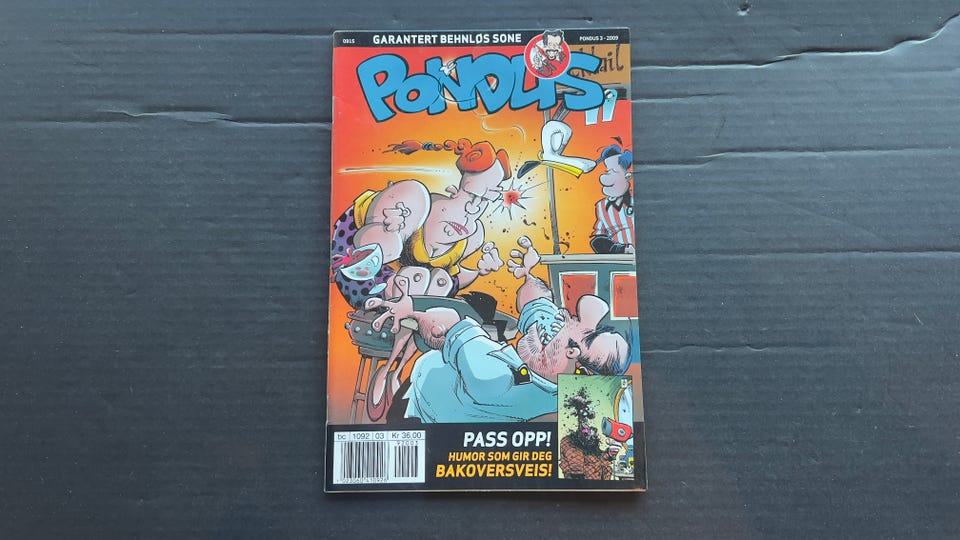 0315
GARANTERT BEHNLØS SONE
PONDUS 3 - 2009
PONDUS
bc 1092 03 Kr 36,00
PASS OPP!
HUMOR SOM GIR DEG
BAKOVERSVEIS!